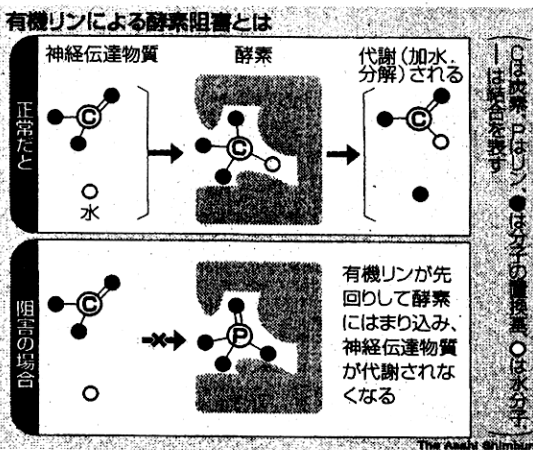 有機リンによる酵素阻害とは
神経伝達物質
酵素
代謝(加水
分解)される
正常だと
C
水
C
C
阻害の場合
C
P
有機リンが先
回りして酵素
にはまり込み、
神経伝達物質
が代謝されな
くなる
Cは炭素、Pはリン、●は分子の置換基、○は水分子、
―は結合を表す
The Asahi Shimbun